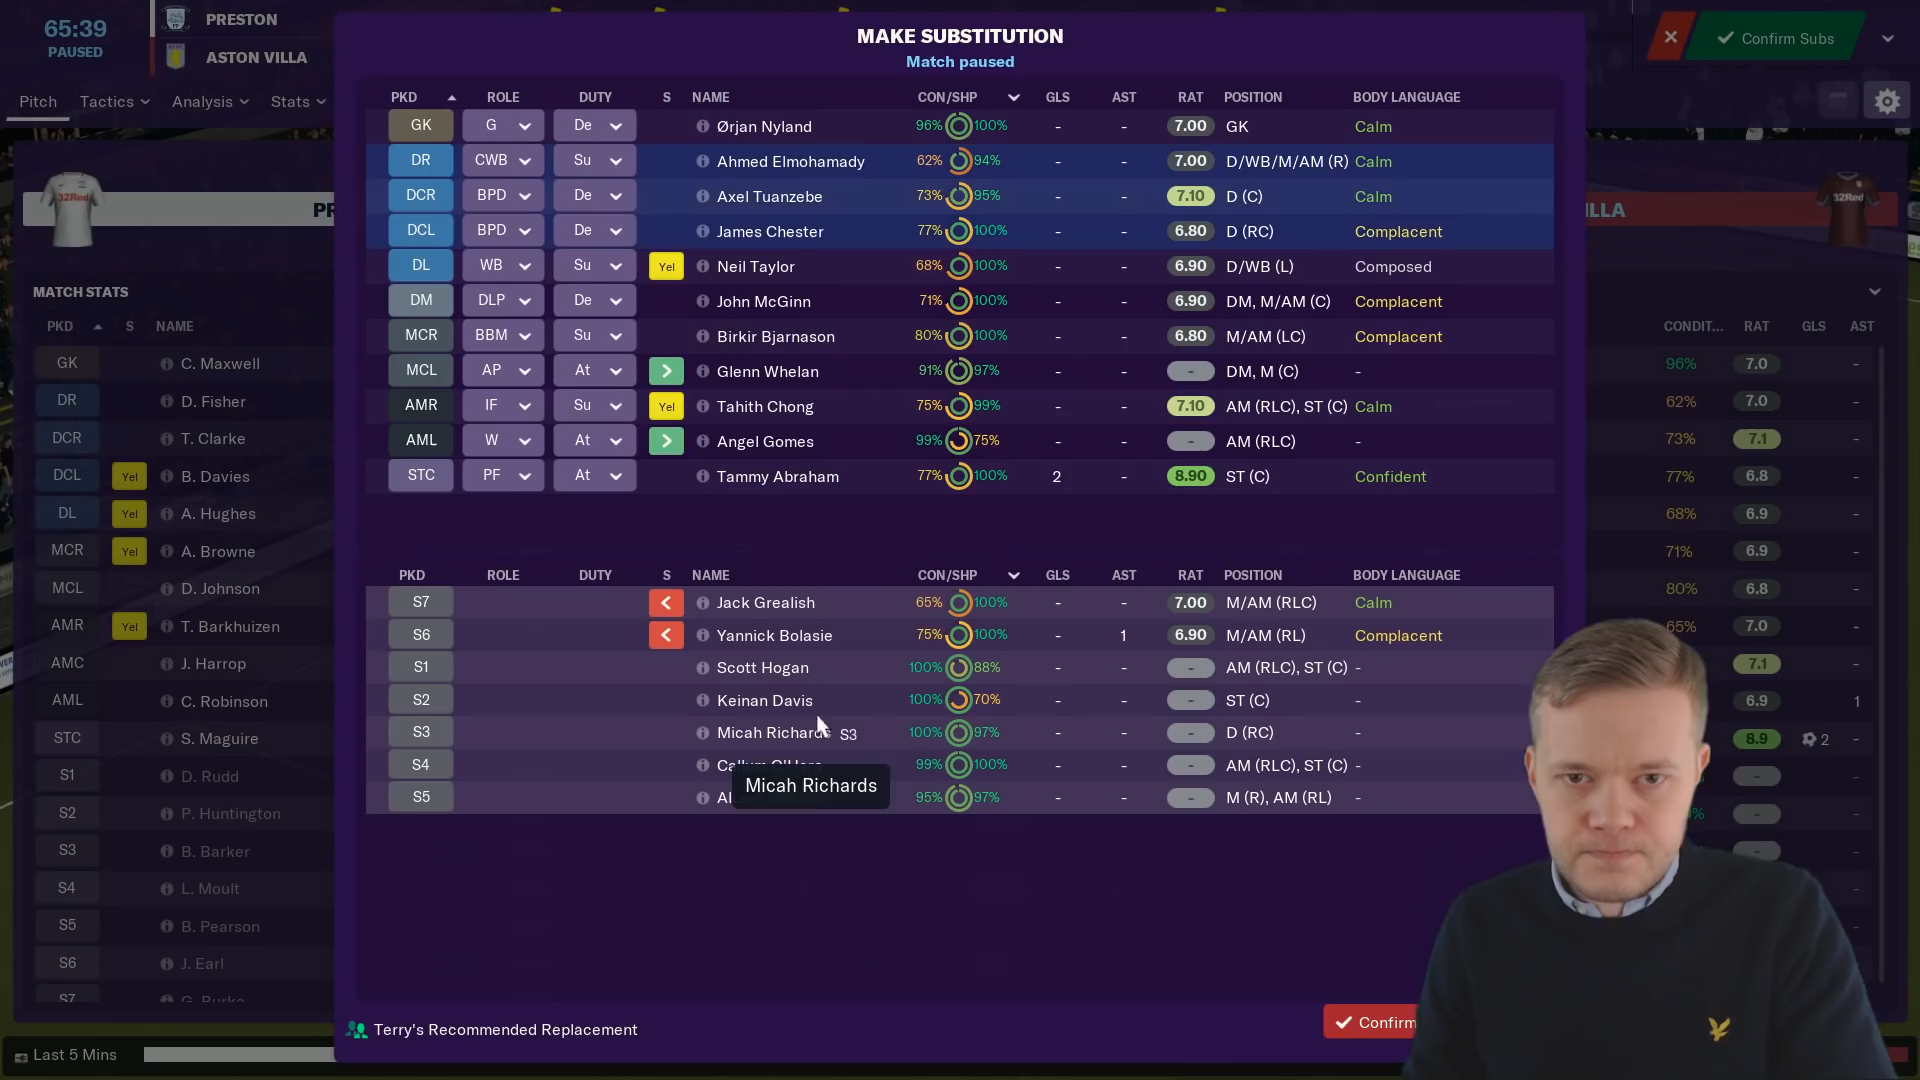 65:39
PAUSED
PRESTON
ASTON VILLA
MAKE SUBSTITUTION
Match paused
Confirm Subs
Pitch
Tactics
Analysis
Stats
PKD ROLE DUTY S NAME CON/SHP GLS AST RAT POSITION BODY LANGUAGE
GK G De Ørjan Nyland 96% 100% - - 7.00 GK Calm
DR CWB Su Ahmed Elmohamady 62% 94% - - 7.00 D/WB/M/AM (R) Calm
DCR BPD De Axel Tuanzebe 73% 95% - - 7.10 D (C) Calm
DCL BPD De James Chester 77% 100% - - 6.80 D (RC) Complacent
DL WB Su Yel Neil Taylor 68% 100% - - 6.90 D/WB (L) Composed
DM DLP De John McGinn 71% 100% - - 6.90 DM, M/AM (C) Complacent
MCR BBM Su Birkir Bjarnason 80% 100% - - 6.80 M/AM (LC) Complacent
MCL AP At Glenn Whelan 91% 97% - - - DM, M (C) -
AMR IF Su Yel Tahith Chong 75% 99% - - 7.10 AM (RLC), ST (C) Calm
AML W At Angel Gomes 99% 75% - - - AM (RLC) -
STC PF At Tammy Abraham 77% 100% 2 - 8.90 ST (C) Confident
PKD ROLE DUTY S NAME CON/SHP GLS AST RAT POSITION BODY LANGUAGE
S7 Jack Grealish 65% 100% - - 7.00 M/AM (RLC) Calm
S6 Yannick Bolasie 75% 100% - 1 6.90 M/AM (RL) Complacent
S1 Scott Hogan 100% 88% - - - AM (RLC), ST (C) -
S2 Keinan Davis 100% 70% - - - ST (C) -
S3 Micah Richards S3 100% 97% - - - D (RC) -
S4 99% 100% - - - AM (RLC), ST (C) -
Micah Richards
S5 95% 97% - - - M (R), AM (RL) -
Terry's Recommended Replacement
Confirm
32Red
PR
MATCH STATS
PKD S NAME
GK C. Maxwell
DR D. Fisher
DCR T. Clarke
DCL Yel B. Davies
DL Yel A. Hughes
MCR Yel A. Browne
MCL D. Johnson
AMR Yel T. Barkhuizen
AMC J. Harrop
AML C. Robinson
STC S. Maguire
S1 D. Rudd
S2 P. Huntington
S3 B. Barker
S4 L. Moult
S5 B. Pearson
S6 J. Earl
S7 G. Burke
Last 5 Mins
ILLA
32Red
CONDIT... RAT GLS AST
96% 7.0 -
62% 7.0 -
73% 7.1 -
77% 6.8 -
68% 6.9 -
71% 6.9 -
80% 6.8 -
65% 7.0 -
7.1 -
6.9 1
8.9 2 -